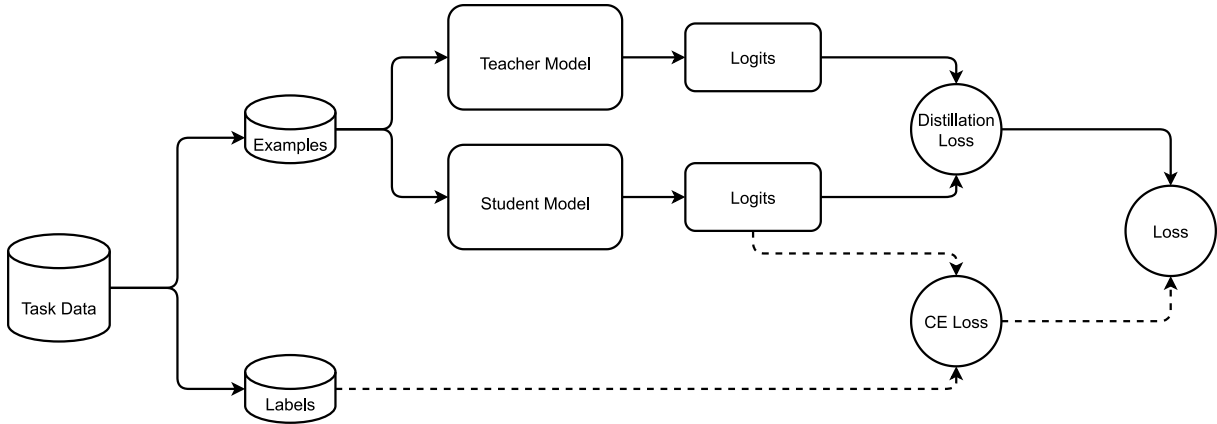 Teacher Model
Logits
Examples
Distillation
Loss
Student Model
Logits
Loss
Task Data
CE Loss
Labels